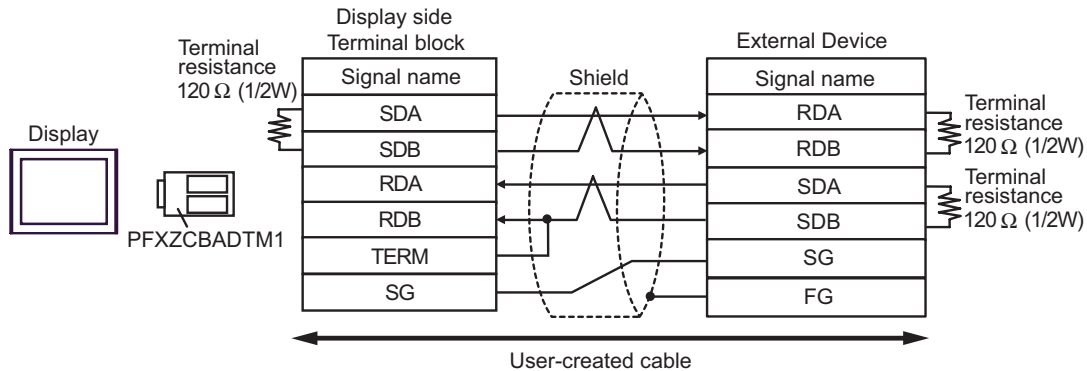 Display side
Terminal block
External Device
Terminal
resistance
120 Ω (1/2W)
Signal name
Shield
Signal name
SDA
RDA
Terminal
resistance
120 Ω (1/2W)
Display
SDB
RDB
RDA
SDA
Terminal
resistance
120 Ω (1/2W)
RDB
SDB
PFXZCBADTM1
TERM
SG
SG
FG
User-created cable